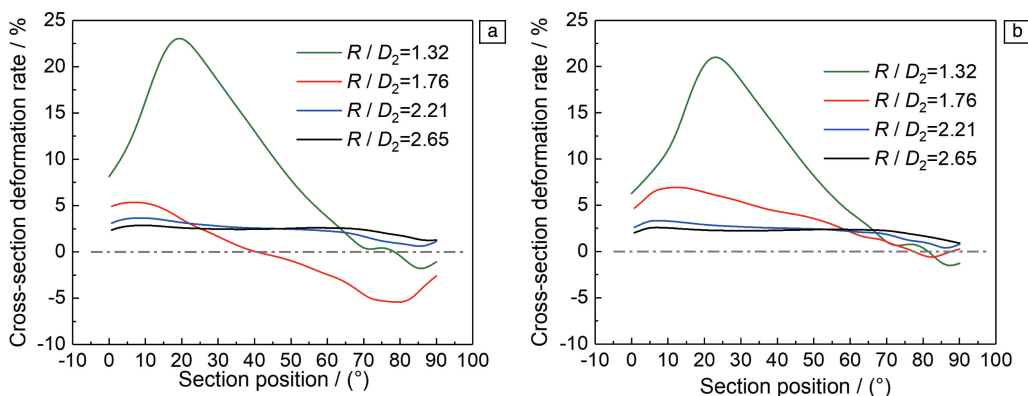 a
Cross-section deformation rate / %
25
20
15
10
5
0
-5
-10
R / D2=1.32
R / D2=1.76
R / D2=2.21
R / D2=2.65
-10 0 10 20 30 40 50 60 70 80 90 100
Section position / (°)
b
Cross-section deformation rate / %
25
20
15
10
5
0
-5
-10
R / D2=1.32
R / D2=1.76
R / D2=2.21
R / D2=2.65
-10 0 10 20 30 40 50 60 70 80 90 100
Section position / (°)